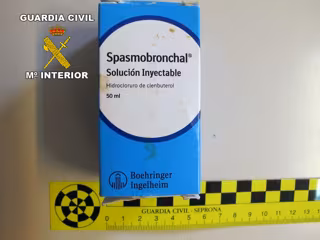 GUARDIA CIVIL
Mº INTERIOR
Spasmobronchal®
Solución Inyectable
Hidrocloruro de clenbuterol
50 ml
Boehringer
Ingelheim
GUARDIA CIVIL - SEPRONA
1 2 3 4 5 6 7 8 9 10 11 12 13